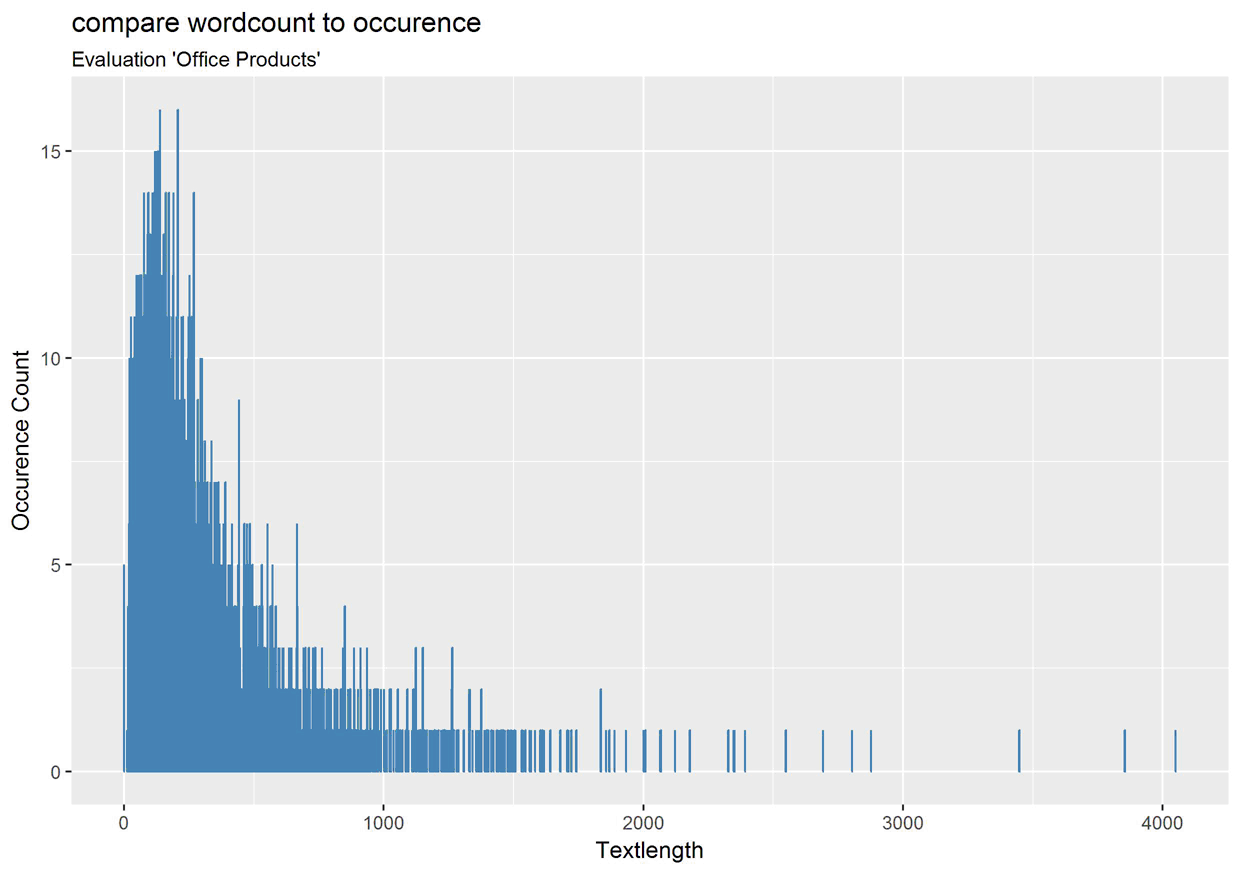 compare wordcount to occurence
Evaluation 'Office Products'
15
10
5
0
Occurence Count
0 1000 2000 3000 4000
Textlength